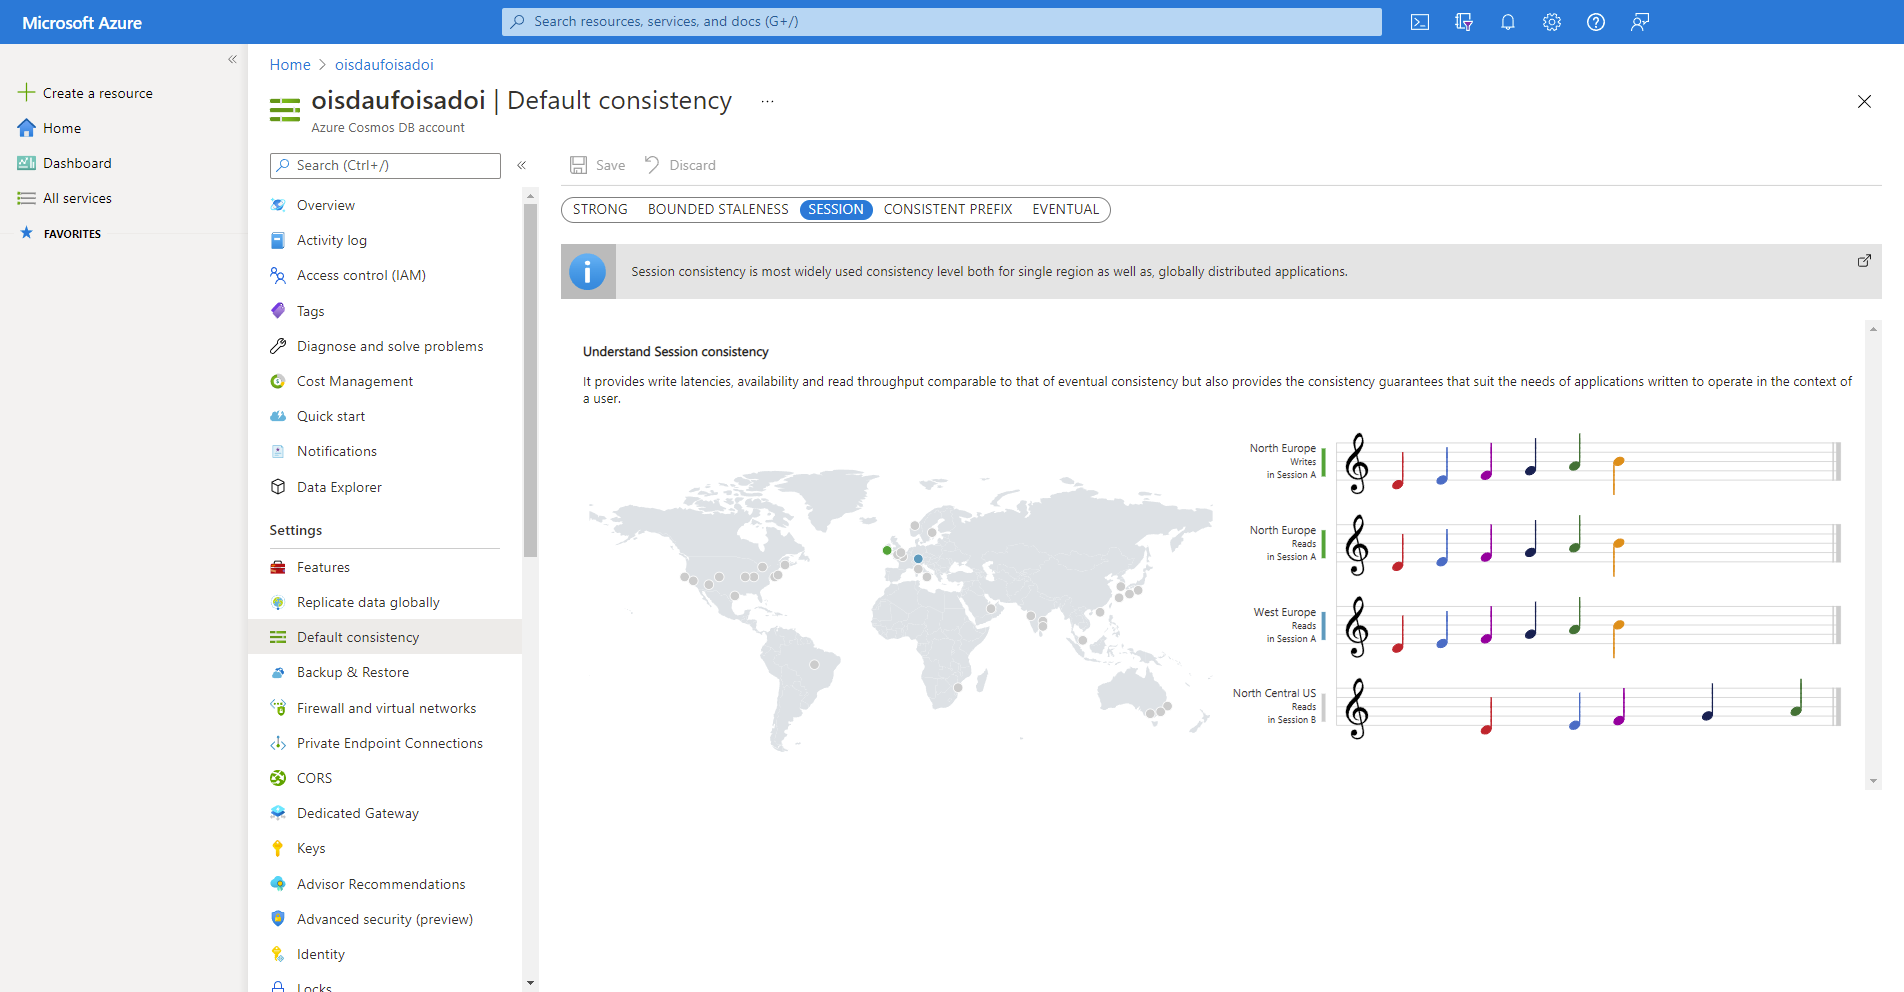 Microsoft Azure
Search resources, services, and docs (G+/)
Create a resource
Home
Dashboard
All services
FAVORITES
Home
oisdaufoisadoi
oisdaufoisadoi | Default consistency
Azure Cosmos DB account
Search (Ctrl+/)
Overview
Activity log
Access control (IAM)
Tags
Diagnose and solve problems
Cost Management
Quick start
Notifications
Data Explorer
Settings
Features
Replicate data globally
Default consistency
Backup & Restore
Firewall and virtual networks
Private Endpoint Connections
CORS
Dedicated Gateway
Keys
Advisor Recommendations
Advanced security (preview)
Identity
Locks
Save
Discard
STRONG
BOUNDED STALENESS
SESSION
CONSISTENT PREFIX
EVENTUAL
Session consistency is most widely used consistency level both for single region as well as, globally distributed applications.
Understand Session consistency
It provides write latencies, availability and read throughput comparable to that of eventual consistency but also provides the consistency guarantees that suit the needs of applications written to operate in the context of
a user.
North Europe
Writes
in Session A
North Europe
Reads
in Session A
West Europe
Reads
in Session A
North Central US
Reads
in Session B